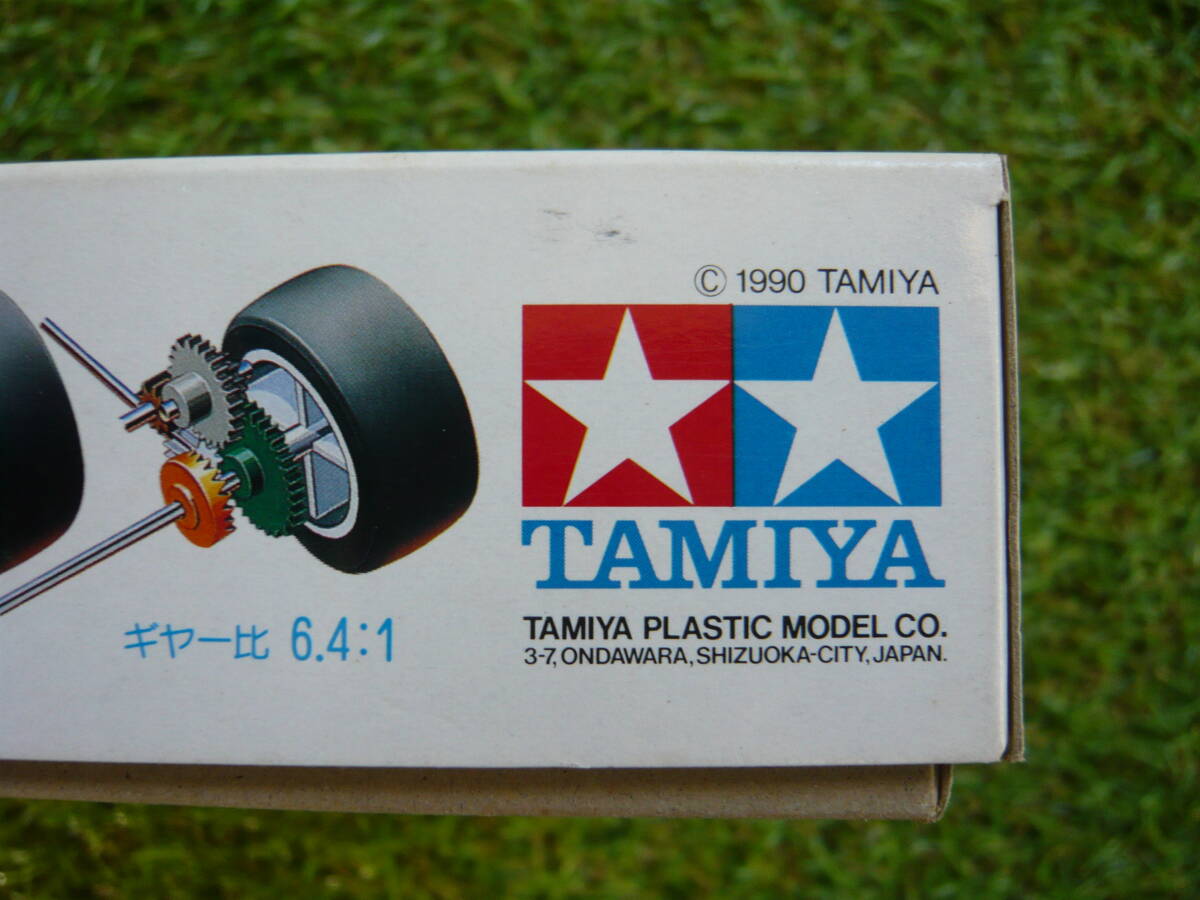 © 1990 TAMIYA
TAMIYA
TAMIYA PLASTIC MODEL CO.
3-7, ONDAWARA, SHIZUOKA-CITY, JAPAN.
ギヤー比 6.4:1